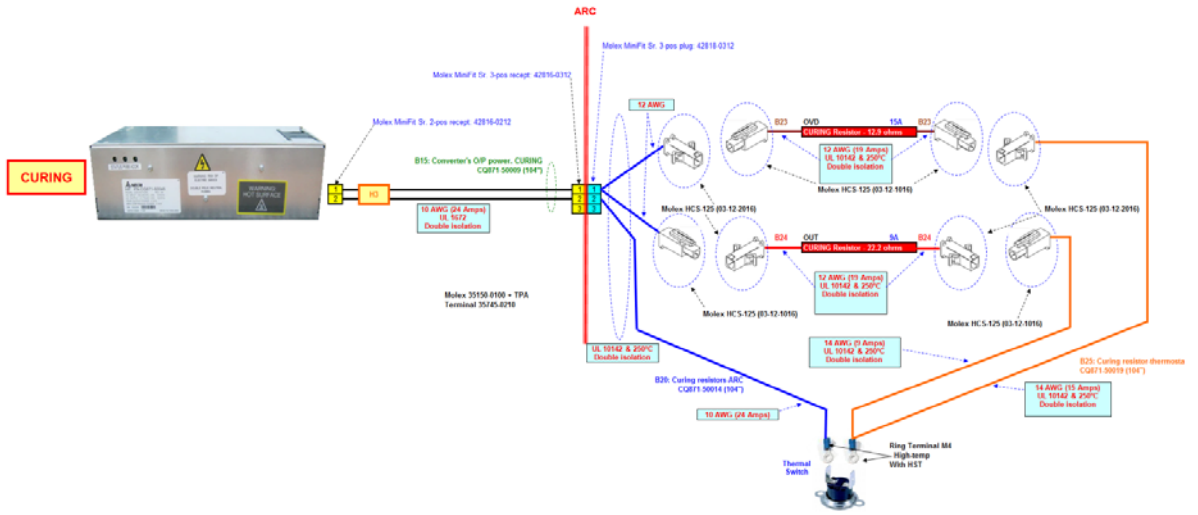 ARC
Molex MiniFit Sr. 3 pos plug: 42818-0312
Molex MiniFit Sr. 3-pos recept: 42816-0312
Molex MiniFit Sr. 2-pos recept: 42816-0212
12 AWG
B23
OVD
15A
B23
CURING Resistor - 12.9 ohms
12 AWG (19 Amps)
UL 10142 & 250ºC
Double isolation
B15: Converter's O/P power, CURING
CQ871-50009 (104")
CURING
WARNING
HOT SURFACE
1
2
H3
1
2
3
1
2
3
10 AWG (24 Amps)
UL 1672
Double isolation
Molex HCS-125 (03-12-1016)
Molex HCS-125 (03-12-2016)
Molex HCS-125 (03-12-2016)
B24
OUT
9A
B24
CURING Resistor - 22.2 ohms
12 AWG (19 Amps)
UL 10142 & 250ºC
Double isolation
Molex 35150-0100 + TPA
Terminal 35745-0210
Molex HCS-125 (03-12-1016)
Molex HCS-125 (03-12-1016)
UL 10142 & 250ºC
Double isolation
14 AWG (9 Amps)
UL 10142 & 250ºC
Double isolation
B25: Curing resistor thermosta
CQ871-50019 (104")
B20: Curing resistors ARC
CQ871-50014 (104")
14 AWG (15 Amps)
UL 10142 & 250ºC
Double isolation
10 AWG (24 Amps)
Ring Terminal M4
High-temp
With HST
Thermal
Switch